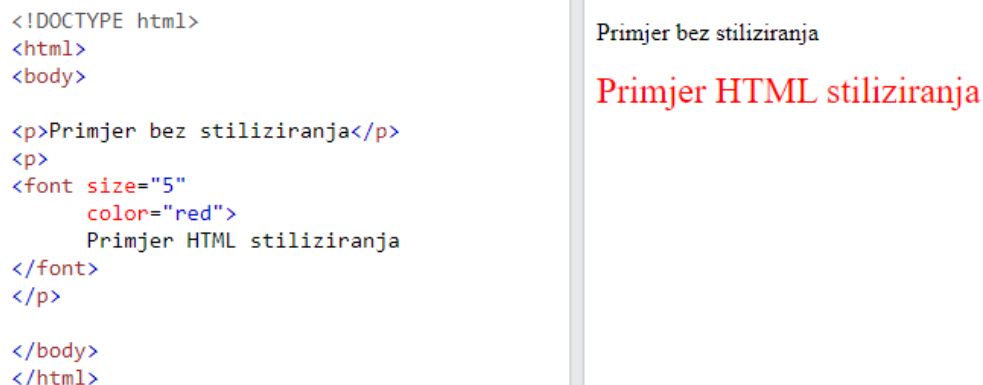 <!DOCTYPE html>
<html>
<body>
<p>Primjer bez stiliziranja</p>
<p>
<font size="5"
color="red">
Primjer HTML stiliziranja
</font>
</p>
</body>
</html>
Primjer bez stiliziranja
Primjer HTML stiliziranja